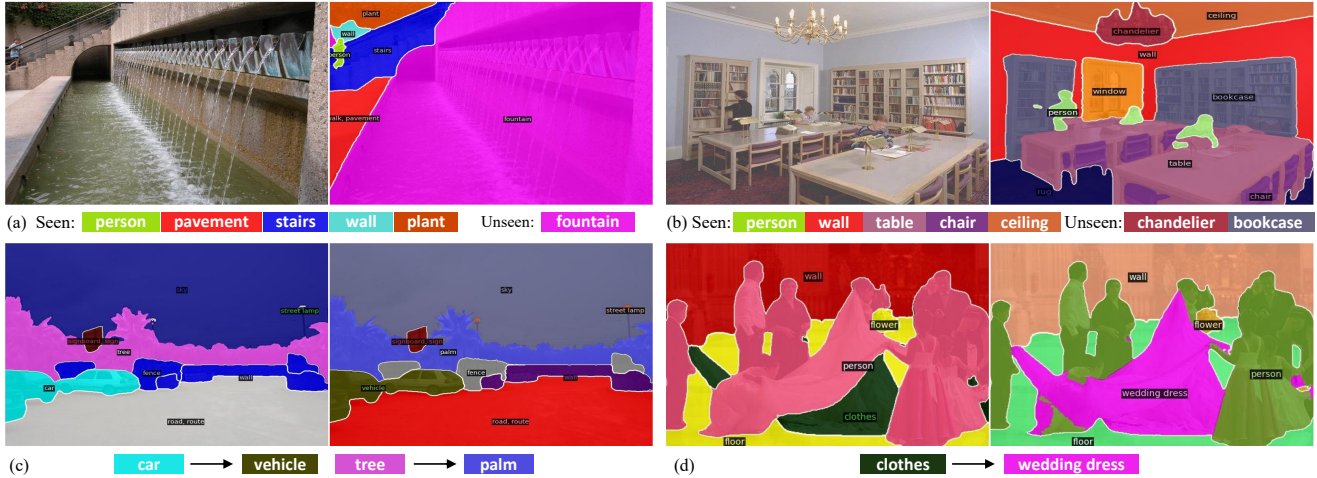 plant
wall
person
stairs
alk, pavement
fountain
ceiling
chandelier
wall
window
bookcase
person
table
rug
chair
(a) Seen: person pavement stairs wall plant Unseen: fountain
(b) Seen: person wall table chair ceiling Unseen: chandelier bookcase
sky
street lamp
signboard, sign
tree
fence
wall
car
road, route
sky
street lamp
signboard, sign
palm
fence
wall
vehicle
road, route
wall
flower
person
clothes
floor
wall
flower
person
wedding dress
floor
(c) car → vehicle tree → palm
(d) clothes → wedding dress